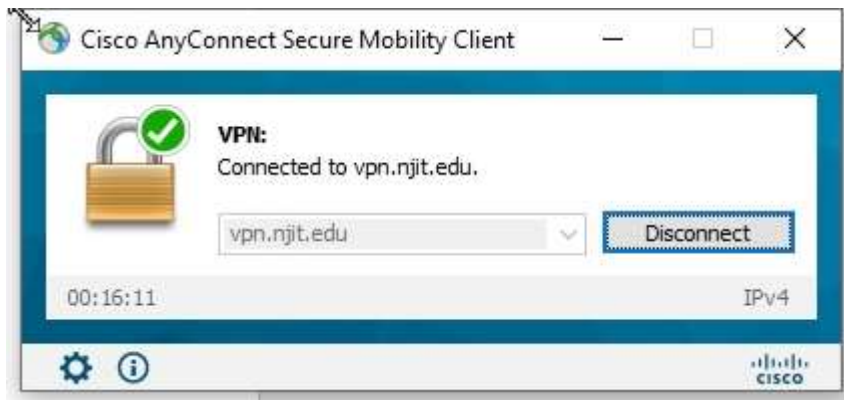 Cisco AnyConnect Secure Mobility Client
VPN:
Connected to vpn.njit.edu.
vpn.njit.edu
Disconnect
00:16:11
IPv4
CISCO